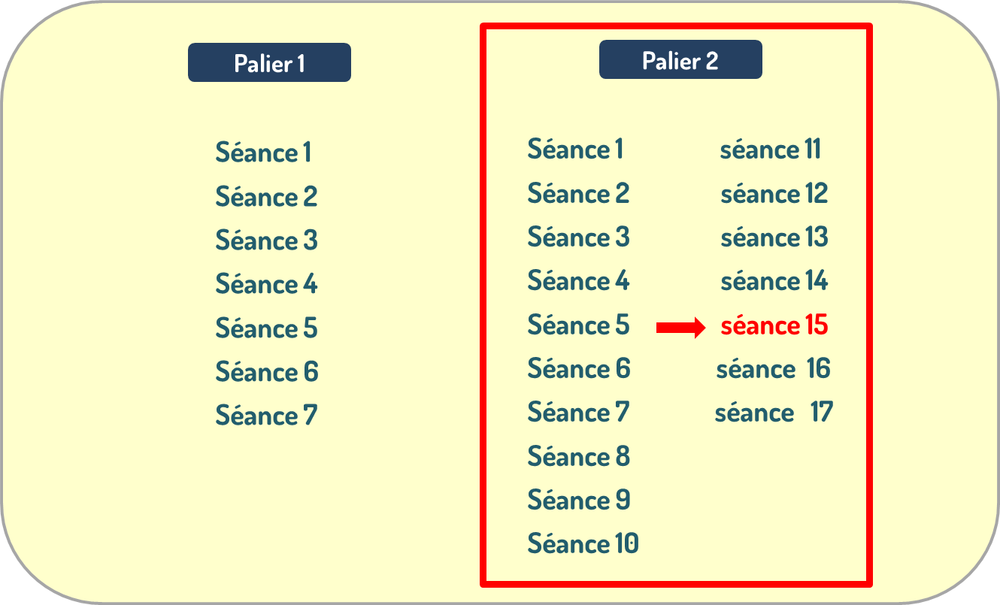 Palier 1
Séance 1
Séance 2
Séance 3
Séance 4
Séance 5
Séance 6
Séance 7
Palier 2
Séance 1
Séance 2
Séance 3
Séance 4
Séance 5
Séance 6
Séance 7
Séance 8
Séance 9
Séance 10
séance 11
séance 12
séance 13
séance 14
séance 15
séance 16
séance 17